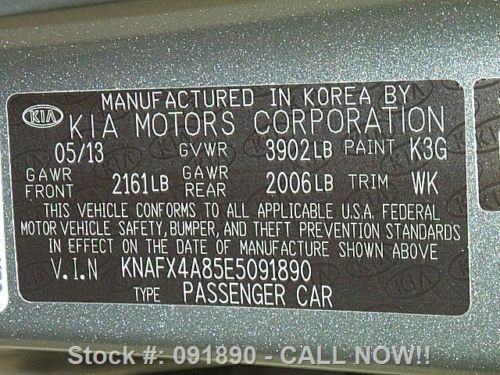 MANUFACTURED IN KOREA BY
KIA KIA MOTORS CORPORATION
05/13 GVWR 3902LB PAINT K3G
GAWR FRONT 2161LB GAWR REAR 2006LB TRIM WK
THIS VEHICLE CONFORMS TO ALL APPLICABLE U.S.A. FEDERAL
MOTOR VEHICLE SAFETY, BUMPER, AND THEFT PREVENTION STANDARDS
IN EFFECT ON THE DATE OF MANUFACTURE SHOWN ABOVE
V.I.N KNAFX4A85E5091890
TYPE PASSENGER CAR
Stock #: 091890 - CALL NOW!!